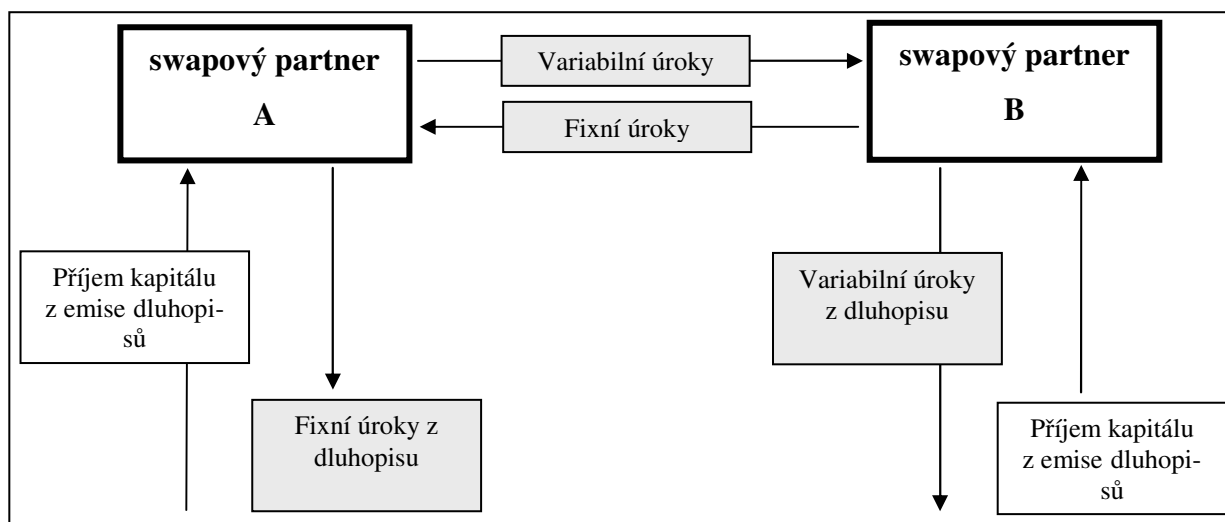 swapový partner
A
Variabilní úroky
Fixní úroky
swapový partner
B
Příjem kapitálu
z emise dluhopi-
sů
Fixní úroky z
dluhopisu
Variabilní úroky
z dluhopisu
Příjem kapitálu
z emise dluhopi-
sů